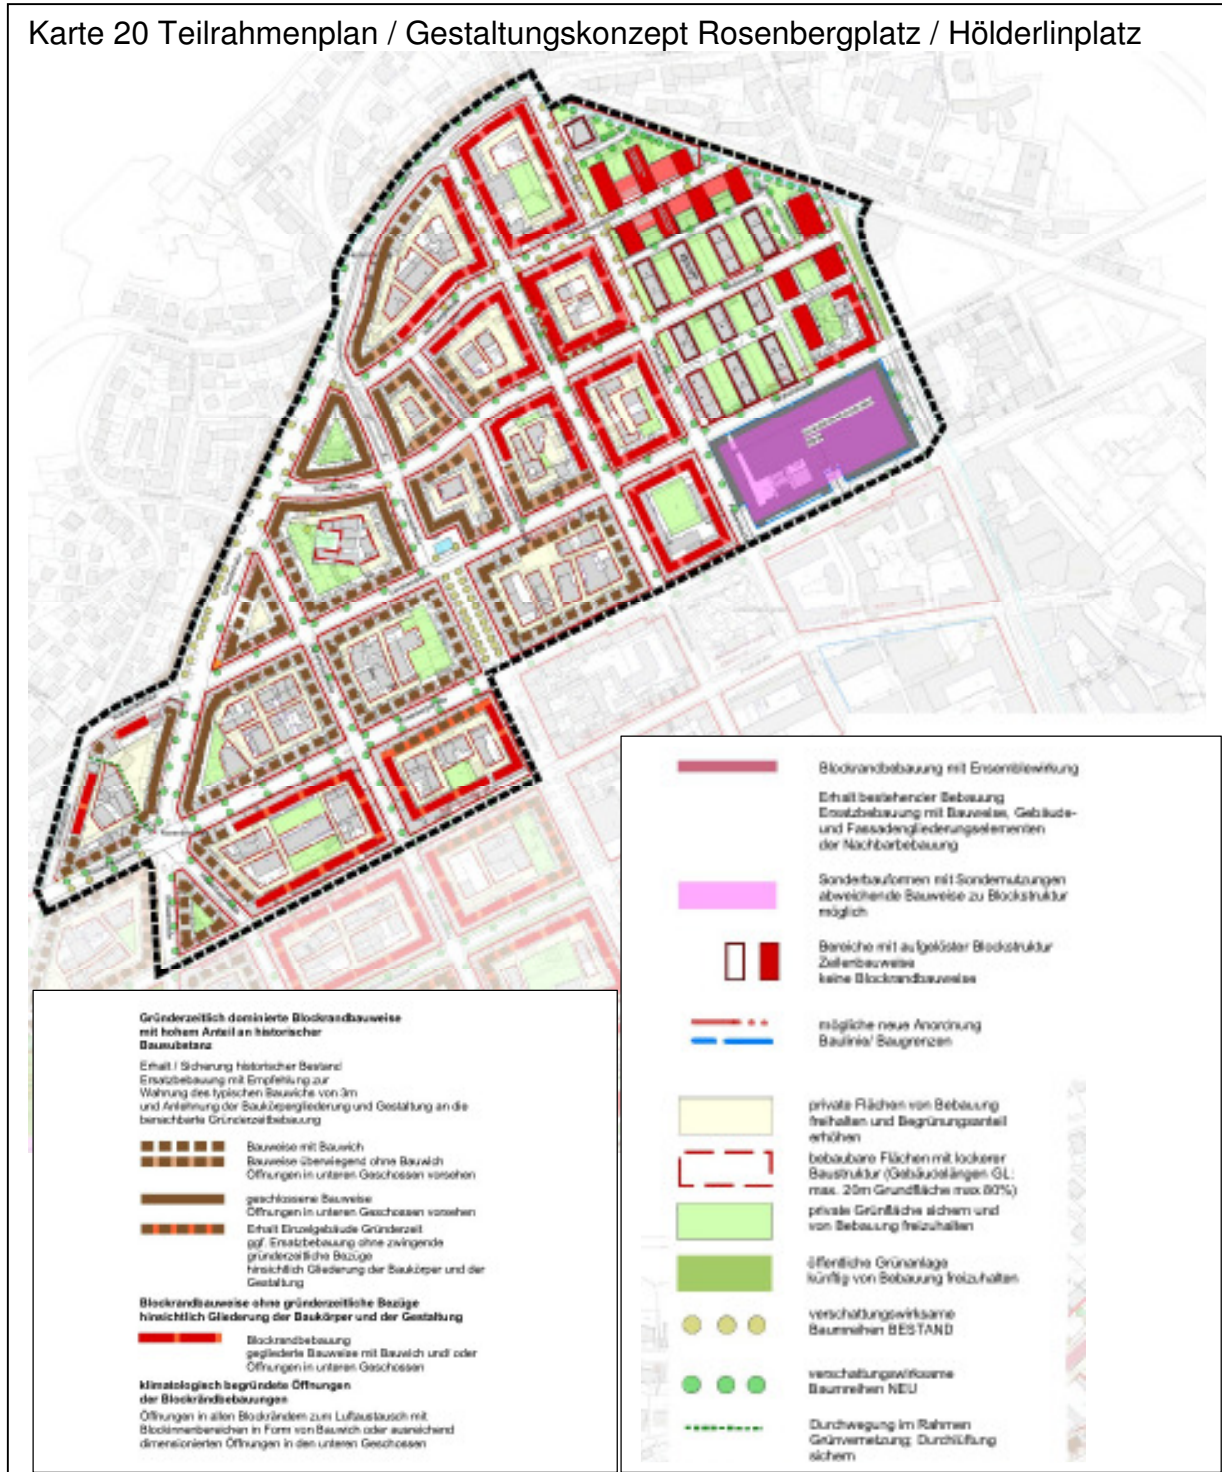 Karte 20 Teilrahmenplan / Gestaltungskonzept Rosenbergplatz / Hölderlinplatz
Blockrandbebauung mit Ensemblewirkung
Erhalt bestehender Bebauung
Ersatzbebauung mit Bauweise, Gebäude-
und Fassadengliederungselementen
der Nachbarbebauung
Sonderbauformen mit Sondernutzungen
abweichende Bauweise zu Blockstruktur
möglich
Bereiche mit aufgelöster Blockstruktur
Zeilenbauweise
keine Blockrandbauweise
mögliche neue Anordnung
Baulinie/ Baugrenzen
private Flächen von Bebauung
freihalten und Begrünungsanteil
erhöhen
bebaubare Flächen mit lockerer
Baustruktur (Gebäudelängen GL:
max. 20m Grundfläche max 80%)
private Grünfläche sichern und
von Bebauung freizuhalten
öffentliche Grünanlage
künftig von Bebauung freizuhalten
verschattungswirksame
Baumreihen BESTAND
verschattungswirksame
Baumreihen NEU
Durchwegung im Rahmen
Grünvernetzung; Durchlüftung
sichern
Gründerzeitlich dominierte Blockrandbauweise
mit hohem Anteil an historischer
Bausubstanz
Erhalt / Sicherung historischer Bestand
Ersatzbebauung mit Empfehlung zur
Wahrung des typischen Bauwichs von 3m
und Anlehnung der Baukörpergliederung und Gestaltung an die
benachbarte Gründerzeitbebauung
Bauweise mit Bauwich
Bauweise überwiegend ohne Bauwich
Öffnungen in unteren Geschossen vorsehen
geschlossene Bauweise
Öffnungen in unteren Geschossen vorsehen
Erhalt Einzelgebäude Gründerzeit
ggf. Ersatzbebauung ohne zwingende
gründerzeitliche Bezüge
hinsichtlich Gliederung der Baukörper und der
Gestaltung
Blockrandbauweise ohne gründerzeitliche Bezüge
hinsichtlich Gliederung der Baukörper und der Gestaltung
Blockrandbebauung
gegliederte Bauweise mit Bauwich und/ oder
Öffnungen in unteren Geschossen
klimatologisch begründete Öffnungen
der Blockrändbebauungen
Öffnungen in allen Blockrändern zum Luftaustausch mit
Blockinnenbereichen in Form von Bauwich oder ausreichend
dimensionierten Öffnungen in den unteren Geschossen